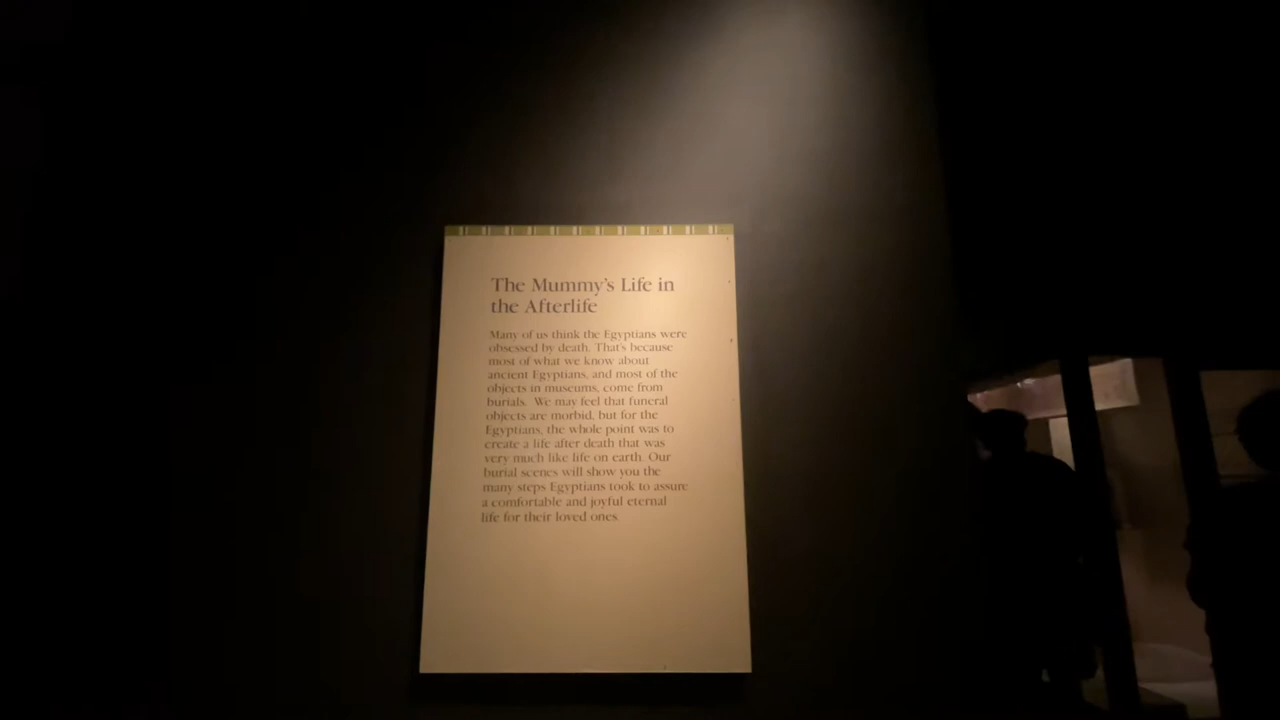 The Mummy's Life in
the Afterlife
Many of us think the Egyptians were
obsessed by death. That's because
most of what we know about
ancient Egyptians, and most of the
objects in museums, come from
burials. We may feel that funeral
objects are morbid, but for the
Egyptians, the whole point was to
create a life after death that was
very much like life on earth. Our
burial scenes will show you the
many steps Egyptians took to assure
a comfortable and joyful eternal
life for their loved ones.